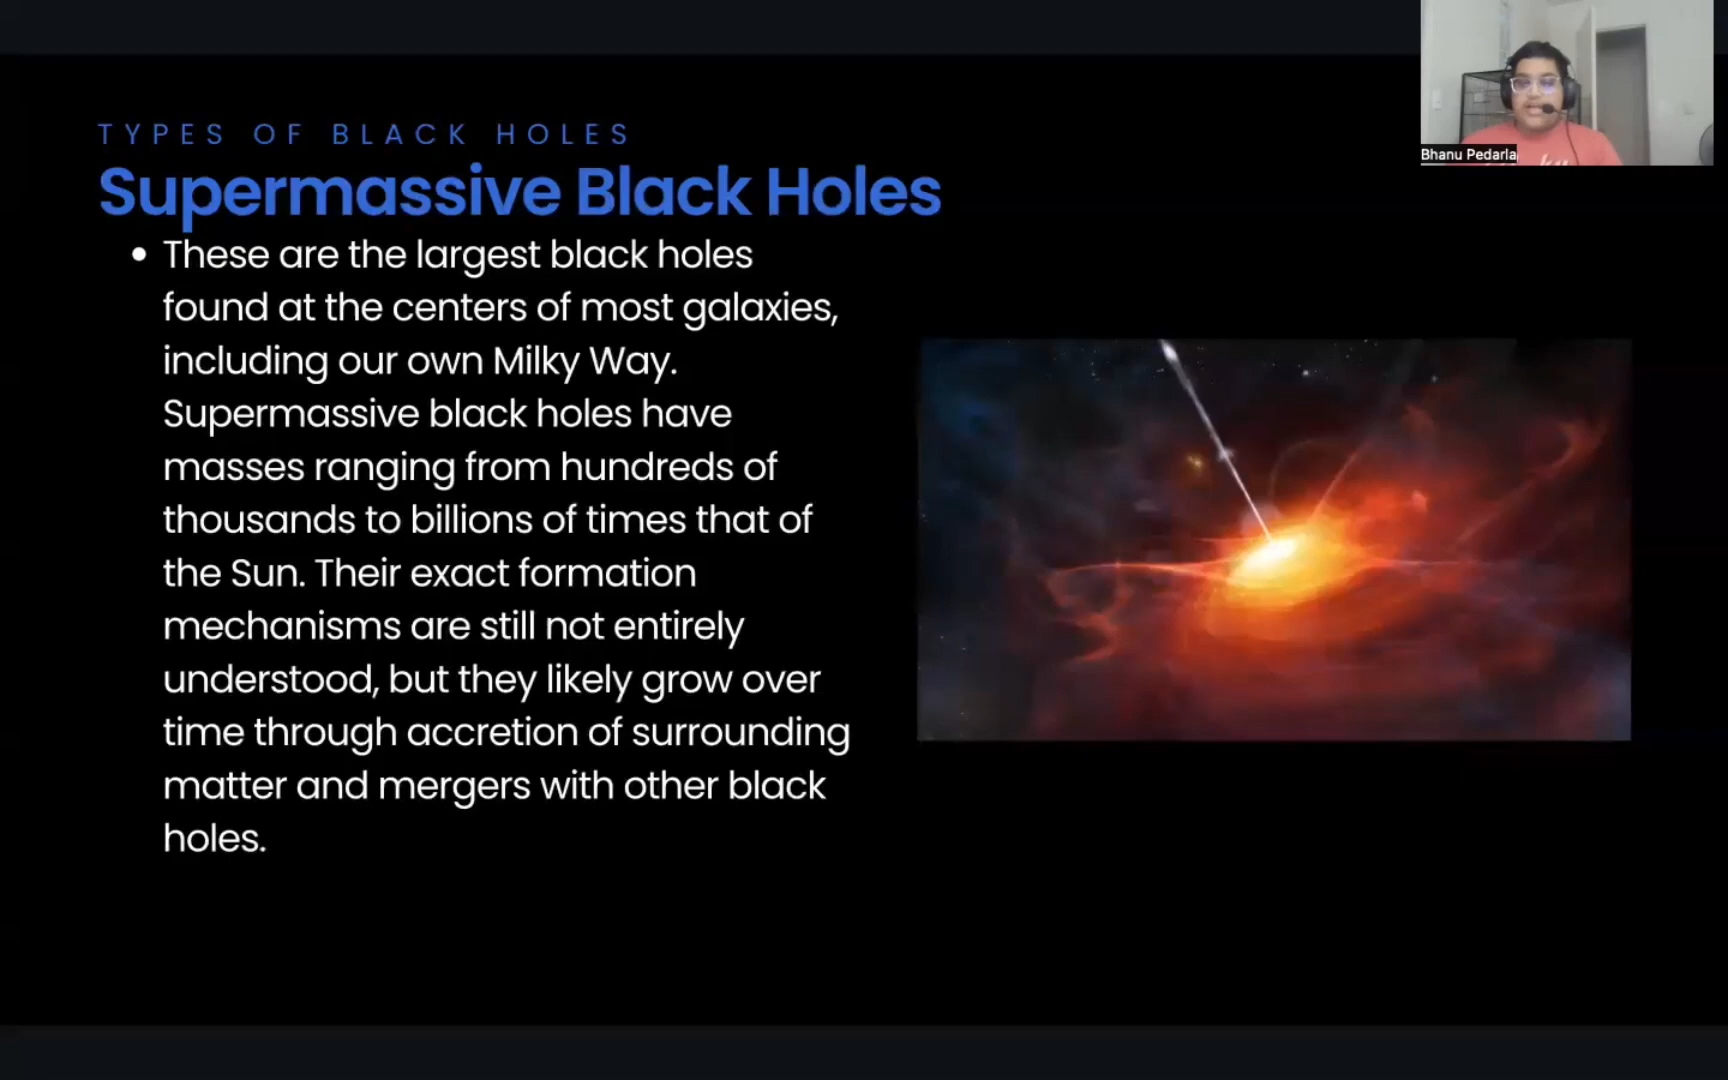 TYPES OF BLACK HOLES
Supermassive Black Holes
• These are the largest black holes
found at the centers of most galaxies,
including our own Milky Way.
Supermassive black holes have
masses ranging from hundreds of
thousands to billions of times that of
the Sun. Their exact formation
mechanisms are still not entirely
understood, but they likely grow over
time through accretion of surrounding
matter and mergers with other black
holes.
Bhanu Pedarla